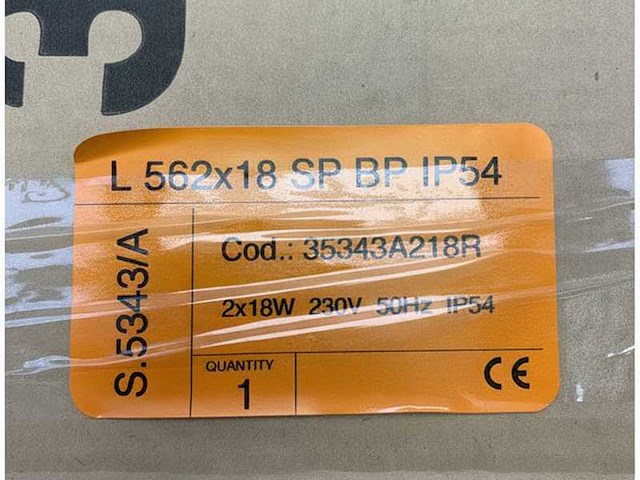 L 562x18 SP BP IP54
S.5343/A
Cod.: 35343A218R
2x18W 230V 50Hz IP54
QUANTITY
1
CE